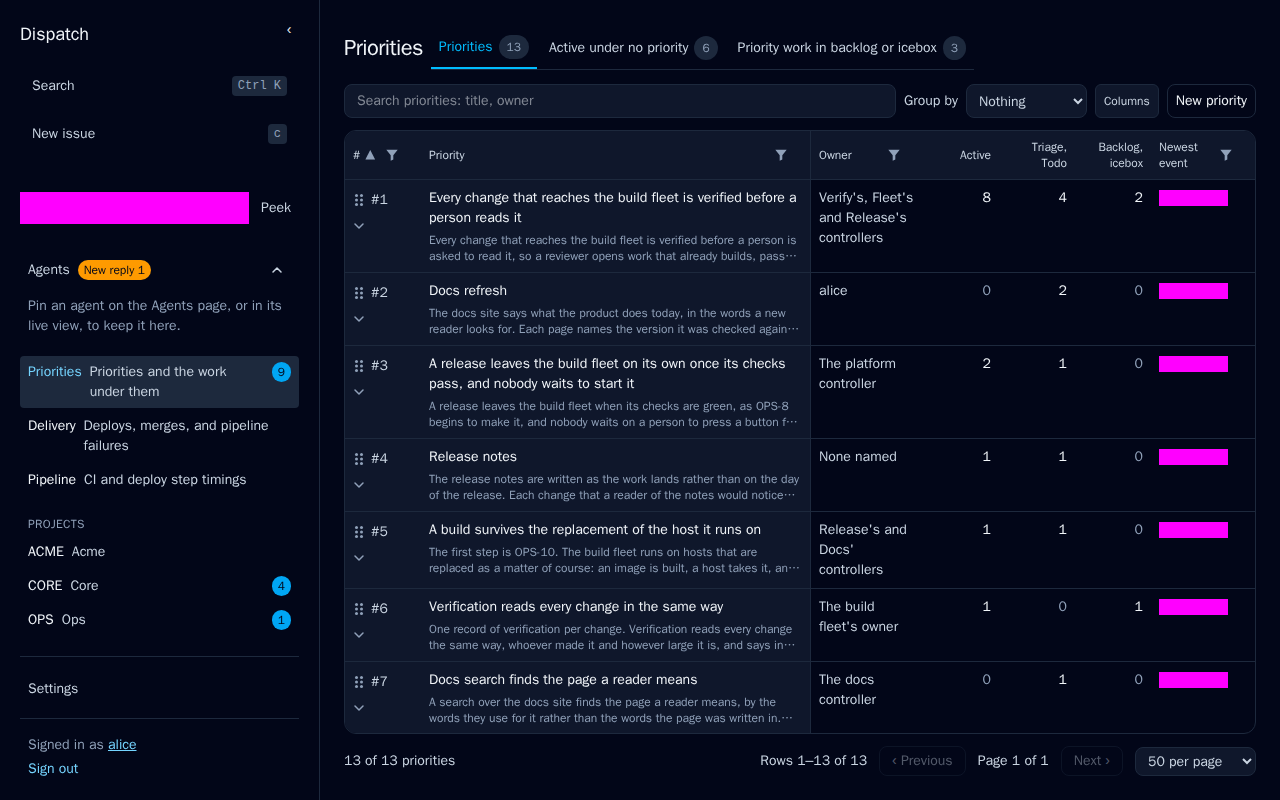 Dispatch
Search
Ctrl K
New issue
C
Peek
Agents
New reply 1
Pin an agent on the Agents page, or in its
live view, to keep it here.
Priorities Priorities and the work
under them
9
Delivery Deploys, merges, and pipeline
failures
Pipeline CI and deploy step timings
PROJECTS
ACME Acme
CORE Core 4
OPS Ops 1
Settings
Signed in as alice
Sign out
Priorities
Priorities 13
Active under no priority 6
Priority work in backlog or icebox 3
Search priorities: title, owner
Group by
Nothing
Columns
New priority
# ▲
Priority
Owner
Active
Triage,
Todo
Backlog,
icebox
Newest
event
#1
Every change that reaches the build fleet is verified before a
person reads it
Every change that reaches the build fleet is verified before a person is
asked to read it, so a reviewer opens work that already builds, pass…
Verify's, Fleet's
and Release's
controllers
8 4 2
#2
Docs refresh
The docs site says what the product does today, in the words a new
reader looks for. Each page names the version it was checked again…
alice
0 2 0
#3
A release leaves the build fleet on its own once its checks
pass, and nobody waits to start it
A release leaves the build fleet when its checks are green, as OPS-8
begins to make it, and nobody waits on a person to press a button f…
The platform
controller
2 1 0
#4
Release notes
The release notes are written as the work lands rather than on the day
of the release. Each change that a reader of the notes would notice…
None named
1 1 0
#5
A build survives the replacement of the host it runs on
The first step is OPS-10. The build fleet runs on hosts that are
replaced as a matter of course: an image is built, a host takes it, an…
Release's and
Docs'
controllers
1 1 0
#6
Verification reads every change in the same way
One record of verification per change. Verification reads every change
the same way, whoever made it and however large it is, and says in…
The build
fleet's owner
1 0 1
#7
Docs search finds the page a reader means
A search over the docs site finds the page a reader means, by the
words they use for it rather than the words the page was written in.…
The docs
controller
0 1 0
13 of 13 priorities
Rows 1–13 of 13
‹ Previous
Page 1 of 1
Next ›
50 per page